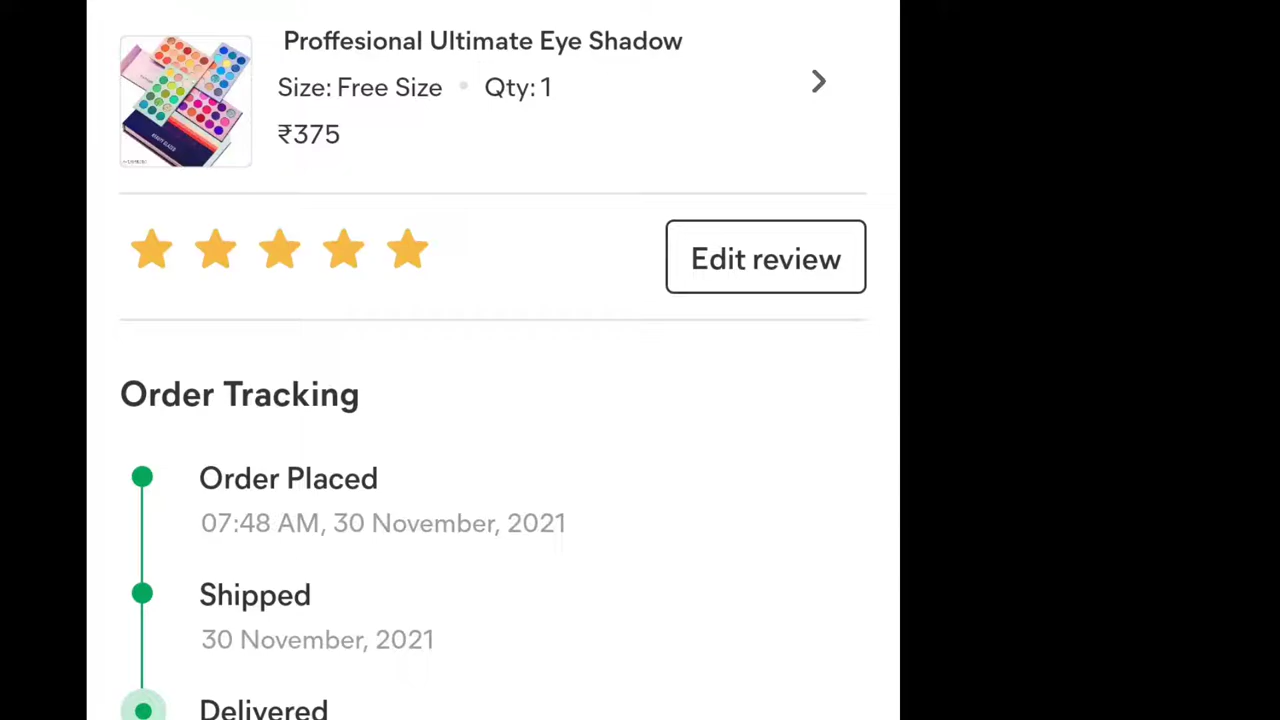 Proffesional Ultimate Eye Shadow
Size: Free Size • Qty: 1
₹375
Edit review
Order Tracking
Order Placed
07:48 AM, 30 November, 2021
Shipped
30 November, 2021
Delivered